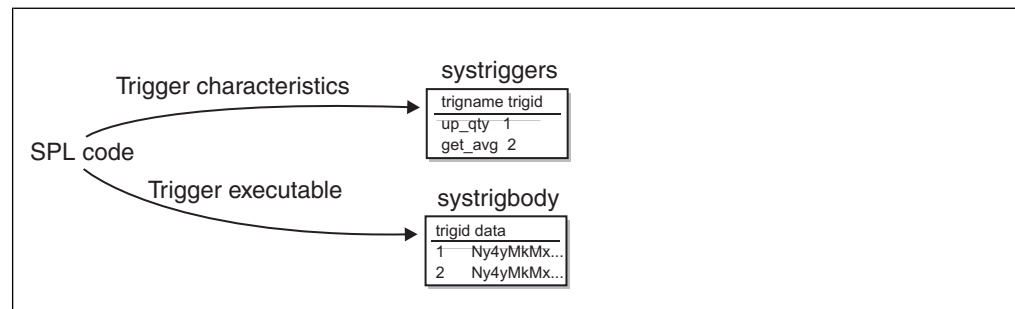 systriggers
Trigger characteristics
trigname trigid
up_qty 1
get_avg 2
SPL code
Trigger executable
systrigbody
trigid data
1 Ny4yMkMx...
2 Ny4yMkMx...